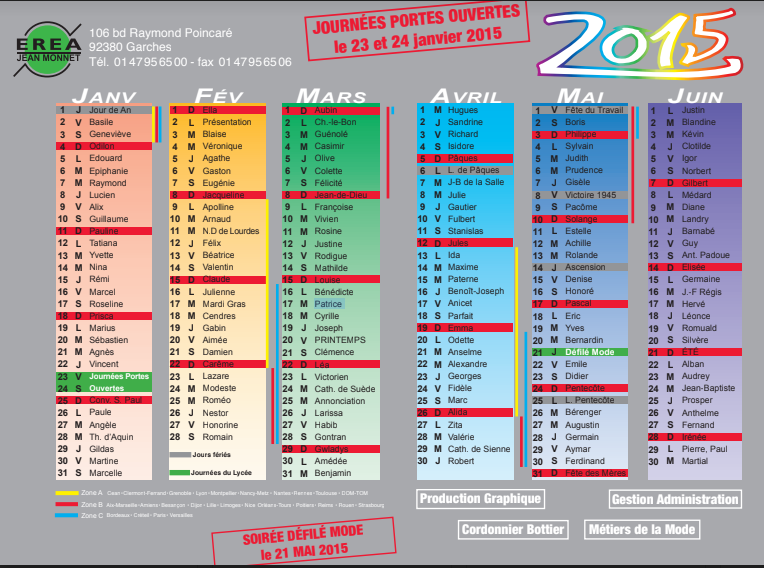 EREA
JEAN MONNET
106 bd Raymond Poincaré
92380 Garches
Tél. 01 47 95 65 00 - fax 01 47 95 65 06
JOURNÉES PORTES OUVERTES
le 23 et 24 janvier 2015
2015
JANV
1 J Jour de An
2 V Basile
3 S Geneviève
4 D Odilon
5 L Edouard
6 M Epiphanie
7 M Raymond
8 J Lucien
9 V Alix
10 S Guillaume
11 D Pauline
12 L Tatiana
13 M Yvette
14 M Nina
15 J Rémi
16 V Marcel
17 S Roseline
18 D Prisca
19 L Marius
20 M Sébastien
21 M Agnès
22 J Vincent
23 V Journées Portes
24 S Ouvertes
25 D Conv. S. Paul
26 L Paule
27 M Angèle
28 M Th. d'Aquin
29 J Gildas
30 V Martine
31 S Marcelle
FÉV
1 D Ella
2 L Présentation
3 M Blaise
4 M Véronique
5 J Agathe
6 V Gaston
7 S Eugénie
8 D Jacqueline
9 L Apolline
10 M Arnaud
11 M N.D de Lourdes
12 J Félix
13 V Béatrice
14 S Valentin
15 D Claude
16 L Julienne
17 M Mardi Gras
18 M Cendres
19 J Gabin
20 V Aimée
21 S Damien
22 D Carême
23 L Lazare
24 M Modeste
25 M Roméo
26 J Nestor
27 V Honorine
28 S Romain
Jours fériés
Journées du Lycée
MARS
1 D Aubin
2 L Ch.-le-Bon
3 M Guénolé
4 M Casimir
5 J Olive
6 V Colette
7 S Félicité
8 D Jean-de-Dieu
9 L Françoise
10 M Vivien
11 M Rosine
12 J Justine
13 V Rodigue
14 S Mathilde
15 D Louise
16 L Bénédicte
17 M Patrice
18 M Cyrille
19 J Joseph
20 V PRINTEMPS
21 S Clémence
22 D Léa
23 L Victorien
24 M Cath. de Suède
25 M Annonciation
26 J Larissa
27 V Habib
28 S Gontran
29 D Gwladys
30 L Amédée
31 M Benjamin
AVRIL
1 M Hugues
2 J Sandrine
3 V Richard
4 S Isidore
5 D Pâques
6 L L. de Pâques
7 M J-B de la Salle
8 M Julie
9 J Gautier
10 V Fulbert
11 S Stanislas
12 D Jules
13 L Ida
14 M Maxime
15 M Paterne
16 J Benoît-Joseph
17 V Anicet
18 S Parfait
19 D Emma
20 L Odette
21 M Anselme
22 M Alexandre
23 J Georges
24 V Fidèle
25 S Marc
26 D Alida
27 L Zita
28 M Valérie
29 M Cath. de Sienne
30 J Robert
MAI
1 V Fête du Travail
2 S Boris
3 D Philippe
4 L Sylvain
5 M Judith
6 M Prudence
7 J Gisèle
8 V Victoire 1945
9 S Pacôme
10 D Solange
11 L Estelle
12 M Achille
13 M Rolande
14 J Ascension
15 V Denise
16 S Honoré
17 D Pascal
18 L Eric
19 M Yves
20 M Bernardin
21 J Défilé Mode
22 V Emile
23 S Didier
24 D Pentecôte
25 L L. Pentecôte
26 M Bérenger
27 M Augustin
28 J Germain
29 V Aymar
30 S Ferdinand
31 D Fête des Mères
JUIN
1 L Justin
2 M Blandine
3 M Kévin
4 J Clotilde
5 V Igor
6 S Norbert
7 D Gilbert
8 L Médard
9 M Diane
10 M Landry
11 J Barnabé
12 V Guy
13 S Ant. Padoue
14 D Elisée
15 L Germaine
16 M J.-F Régis
17 M Hervé
18 J Léonce
19 V Romuald
20 S Silvère
21 D ÉTÉ
22 L Alban
23 M Audrey
24 M Jean-Baptiste
25 J Prosper
26 V Anthelme
27 S Fernand
28 D Irénée
29 L Pierre, Paul
30 M Martial
Zone A Caen • Clermont-Ferrand • Grenoble • Lyon • Montpellier • Nancy-Metz • Nantes • Rennes • Toulouse •
Zone B Aix-Marseille • Amiens • Besançon • Dijon • Lille • Limoges • Nice • Orléans-Tours • Poitiers • Reims • Rouen • Strasbourg
Zone C Bordeaux • Créteil • Paris • Versailles
Production Graphique
Gestion Administration
Cordonnier Bottier
Métiers de la Mode
SOIRÉE DÉFILÉ MODE
le 21 MAI 2015